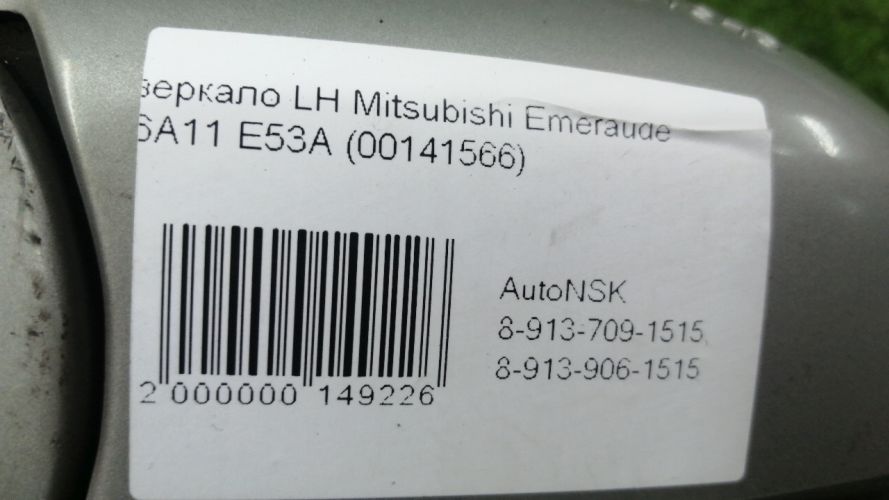 зеркало LH Mitsubishi Emeraude
6A11 E53A (00141566)
AutoNSK
8-913-709-1515
8-913-906-1515
2 000000 149226